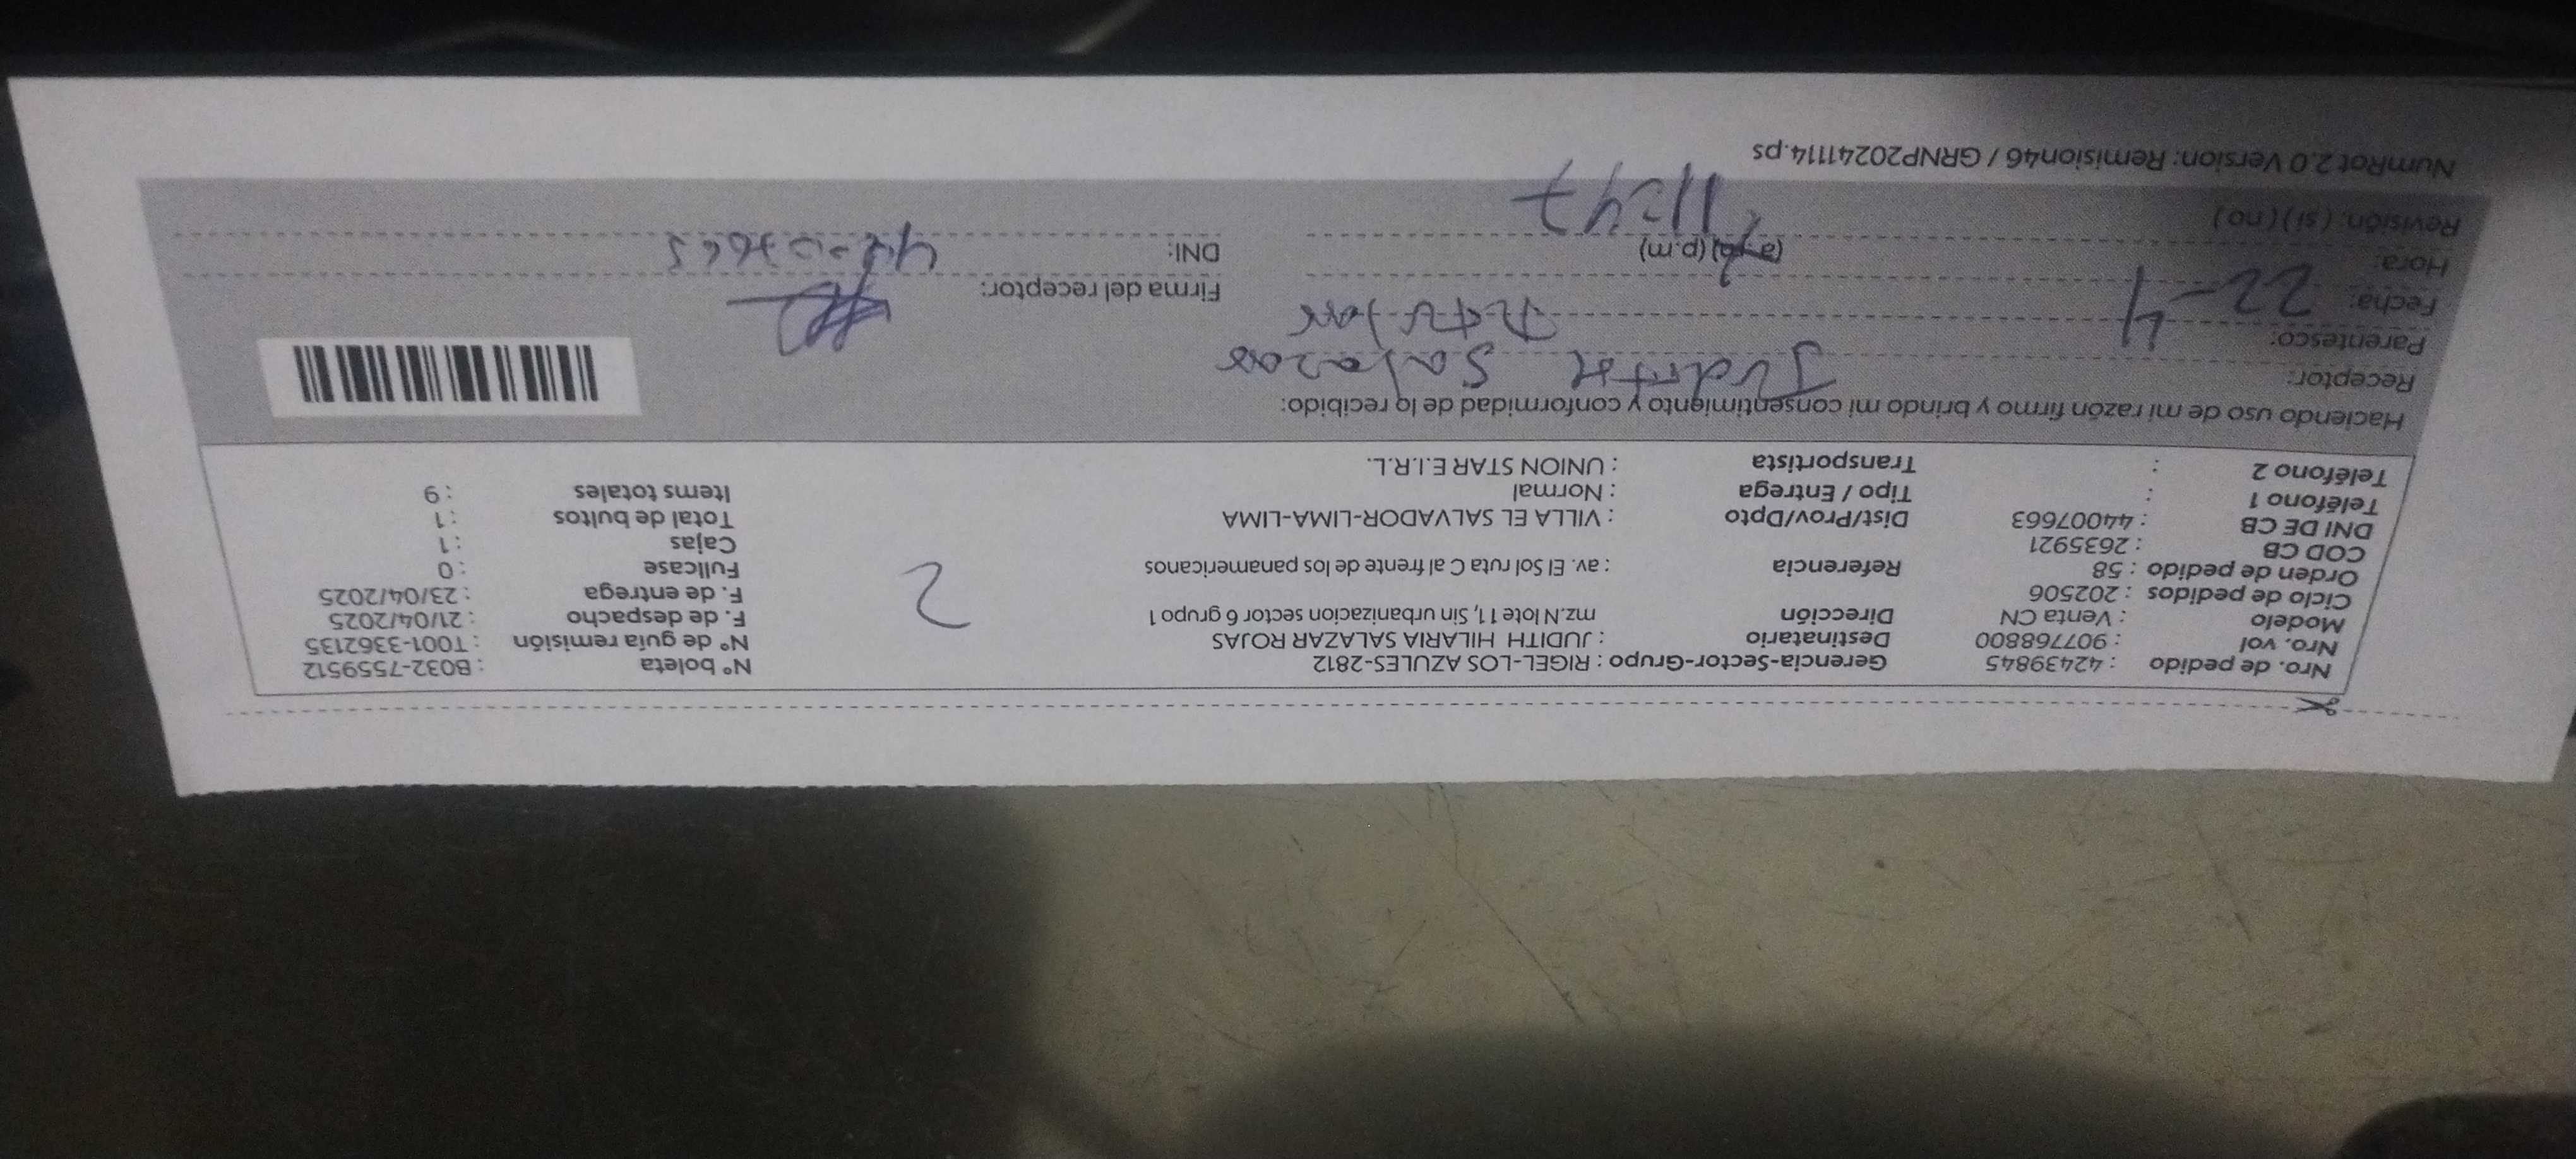 Nro. de pedido : 42439845 Gerencia-Sector-Grupo : RIGEL-LOS AZULES-2812 N° boleta : B032-7559512
Nro. vol : 907768800 Destinatario : JUDITH HILARIA SALAZAR ROJAS N° de guía remisión : T001-3362135
Modelo : Venta CN Dirección mz.N lote 11, Sin urbanizacion sector 6 grupo 1 F. de despacho : 21/04/2025
Ciclo de pedidos : 202506 F. de entrega : 23/04/2025
Orden de pedido : 58 Referencia : av. El Sol ruta C al frente de los panamericanos Fullcase : 0
2
COD CB : 2635921 Cajas : 1
DNI DE CB : 44007663 Dist/Prov/Dpto : VILLA EL SALVADOR-LIMA-LIMA Total de bultos : 1
Teléfono 1 : Tipo / Entrega : Normal Items totales : 9
Teléfono 2 : Transportista : UNION STAR E.I.R.L.
Haciendo uso de mi razón firmo y brindo mi consentimiento y conformidad de lo recibido:
Receptor: Judith Salazar
Parentesco:
Fecha: 22-4 Firma del receptor:
Hora: (a.m) (p.m) 11:47 DNI: 44007663
Revisión: (si) (no)
NumRot 2.0 Version: Remision46 / GRNP20241114.ps